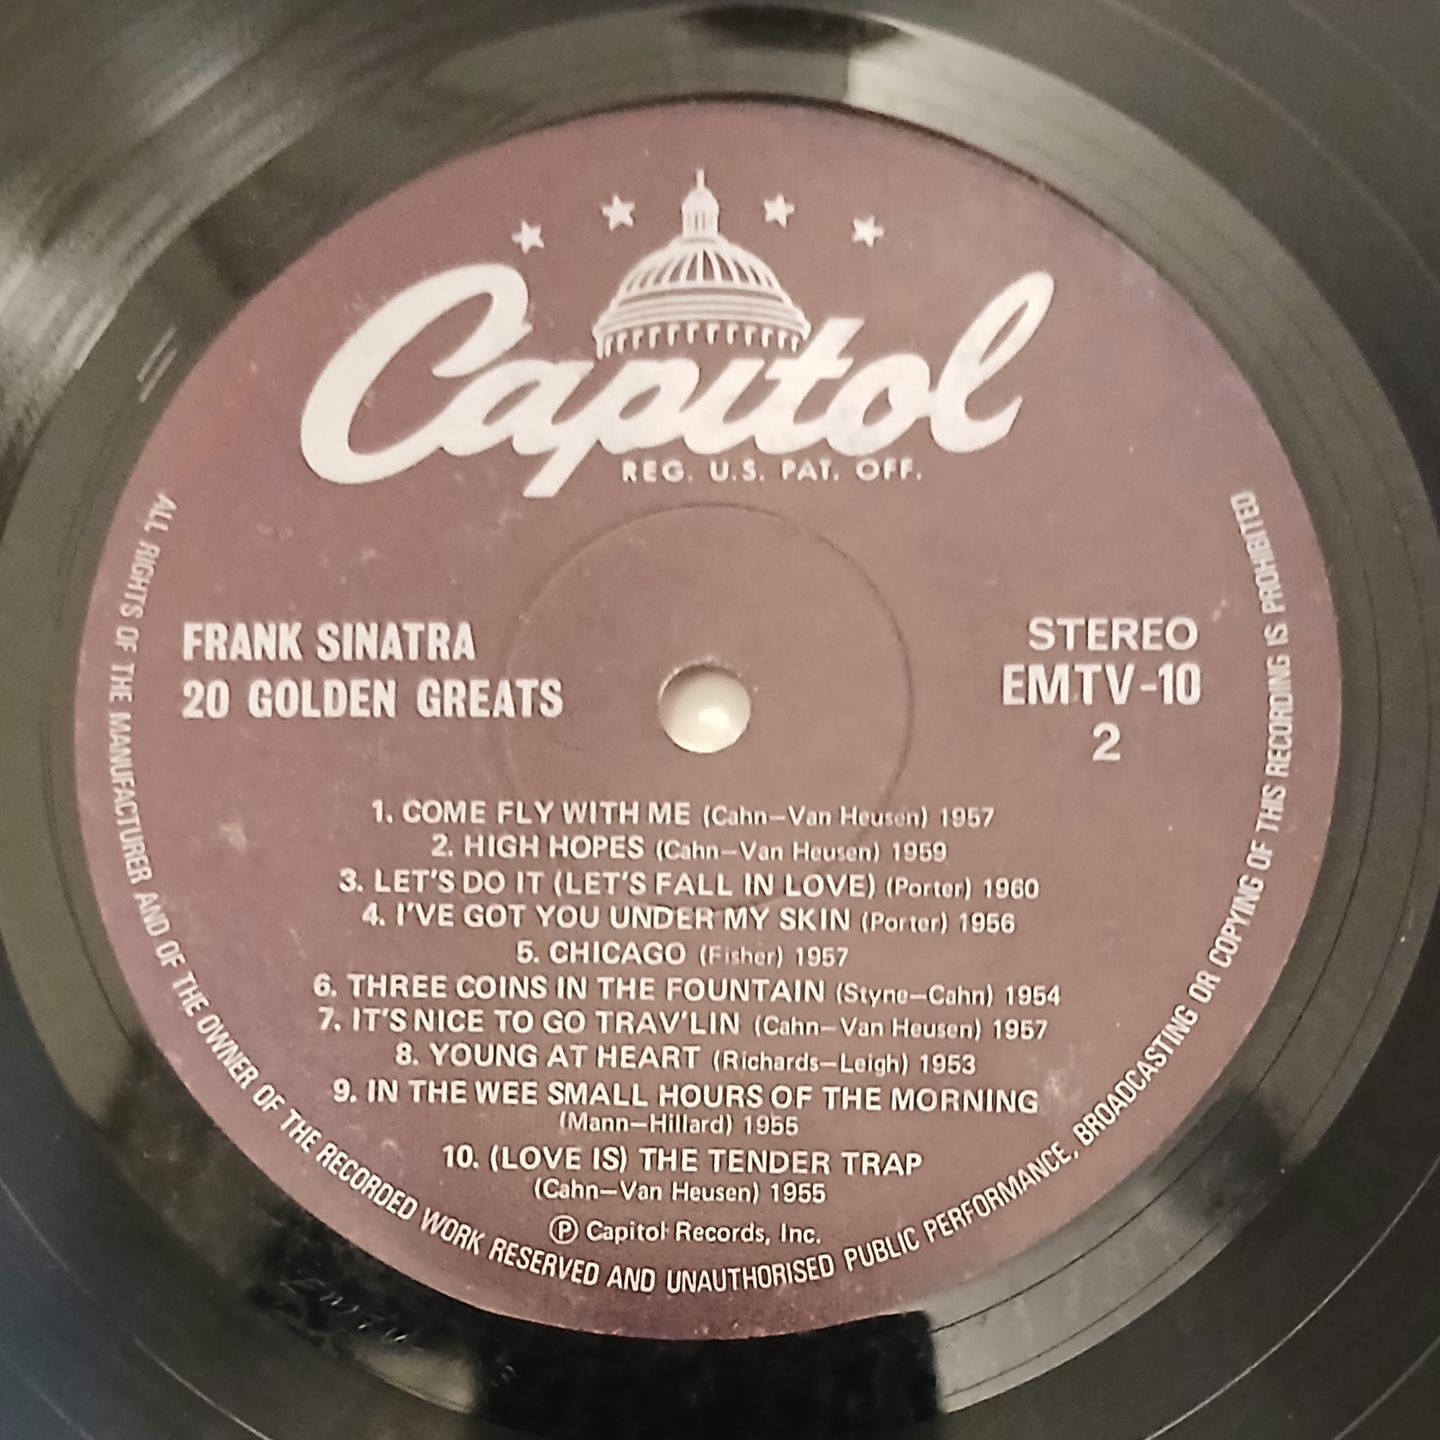 Capitol
REG. U.S. PAT. OFF.
FRANK SINATRA
20 GOLDEN GREATS
STEREO
EMTV-10
2
1. COME FLY WITH ME (Cahn–Van Heusen) 1957
2. HIGH HOPES (Cahn–Van Heusen) 1959
3. LET'S DO IT (LET'S FALL IN LOVE) (Porter) 1960
4. I'VE GOT YOU UNDER MY SKIN (Porter) 1956
5. CHICAGO (Fisher) 1957
6. THREE COINS IN THE FOUNTAIN (Styne–Cahn) 1954
7. IT'S NICE TO GO TRAV'LIN (Cahn–Van Heusen) 1957
8. YOUNG AT HEART (Richards–Leigh) 1953
9. IN THE WEE SMALL HOURS OF THE MORNING
(Mann–Hillard) 1955
10. (LOVE IS) THE TENDER TRAP
(Cahn–Van Heusen) 1955
Ⓟ Capitol Records, Inc.
ALL RIGHTS OF THE MANUFACTURER AND OF THE OWNER OF THE RECORDED WORK RESERVED AND UNAUTHORISED PUBLIC PERFORMANCE, BROADCASTING OR COPYING OF THIS RECORDING IS PROHIBITED